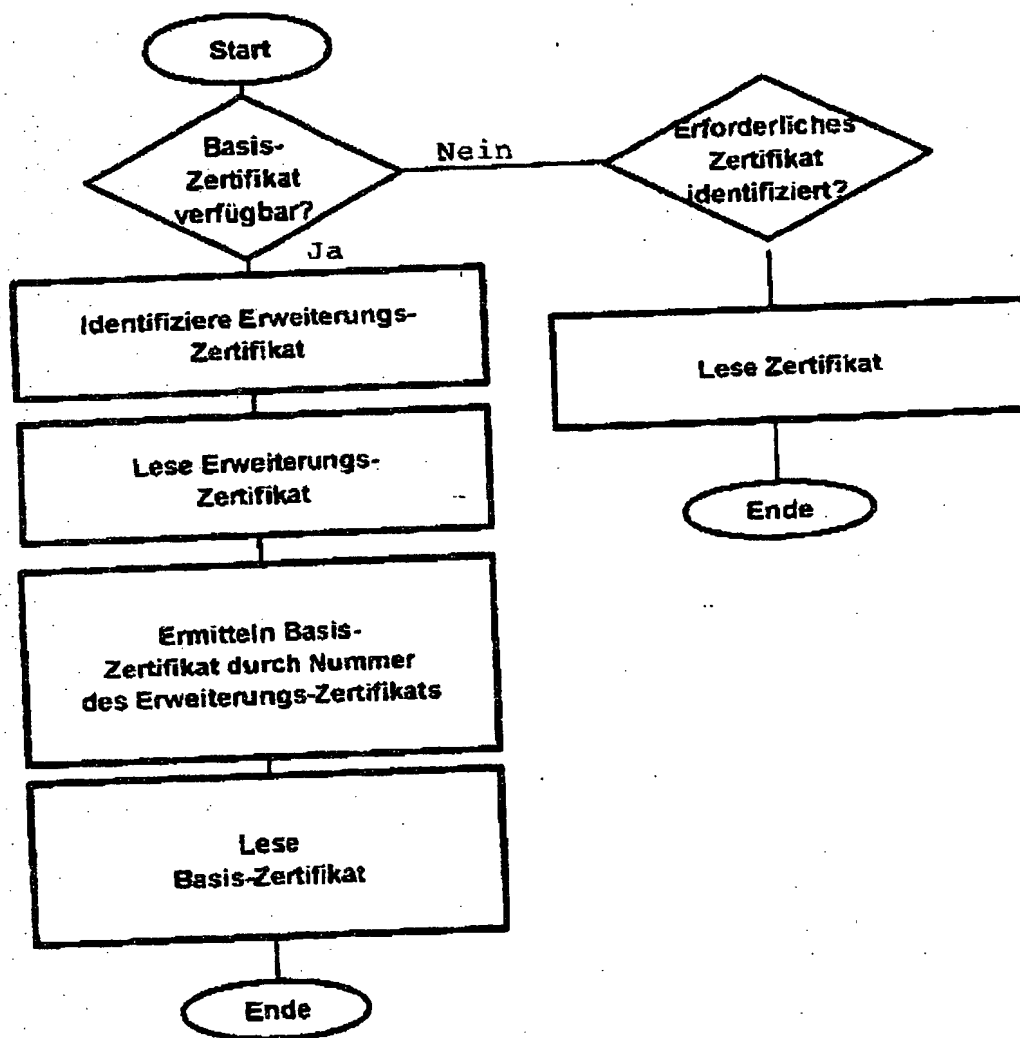 Start
Basis-
Zertifikat
verfügbar?
Nein
Erforderliches
Zertifikat
identifiziert?
Ja
Identifiziere Erweiterungs-
Zertifikat
Lese Zertifikat
Lese Erweiterungs-
Zertifikat
Ende
Ermitteln Basis-
Zertifikat durch Nummer
des Erweiterungs-Zertifikats
Lese
Basis-Zertifikat
Ende